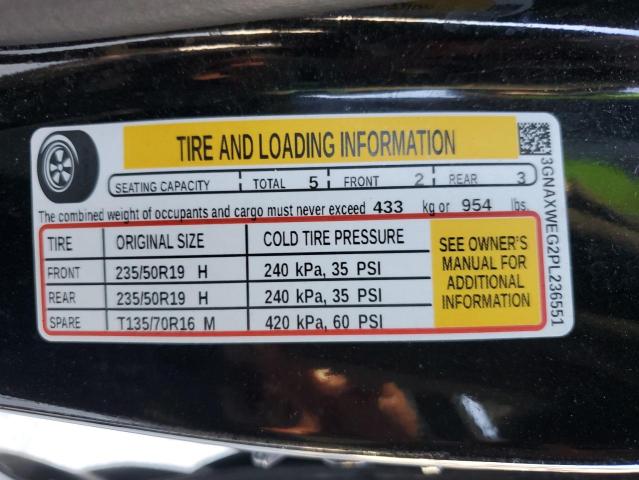 TIRE AND LOADING INFORMATION
SEATING CAPACITY TOTAL 5 FRONT 2 REAR 3
The combined weight of occupants and cargo must never exceed 433 kg or 954 lbs.
TIRE ORIGINAL SIZE COLD TIRE PRESSURE
FRONT 235/50R19 H 240 kPa, 35 PSI
REAR 235/50R19 H 240 kPa, 35 PSI
SPARE T135/70R16 M 420 kPa, 60 PSI
SEE OWNER'S
MANUAL FOR
ADDITIONAL
INFORMATION
3GNAXWEG2PL236551